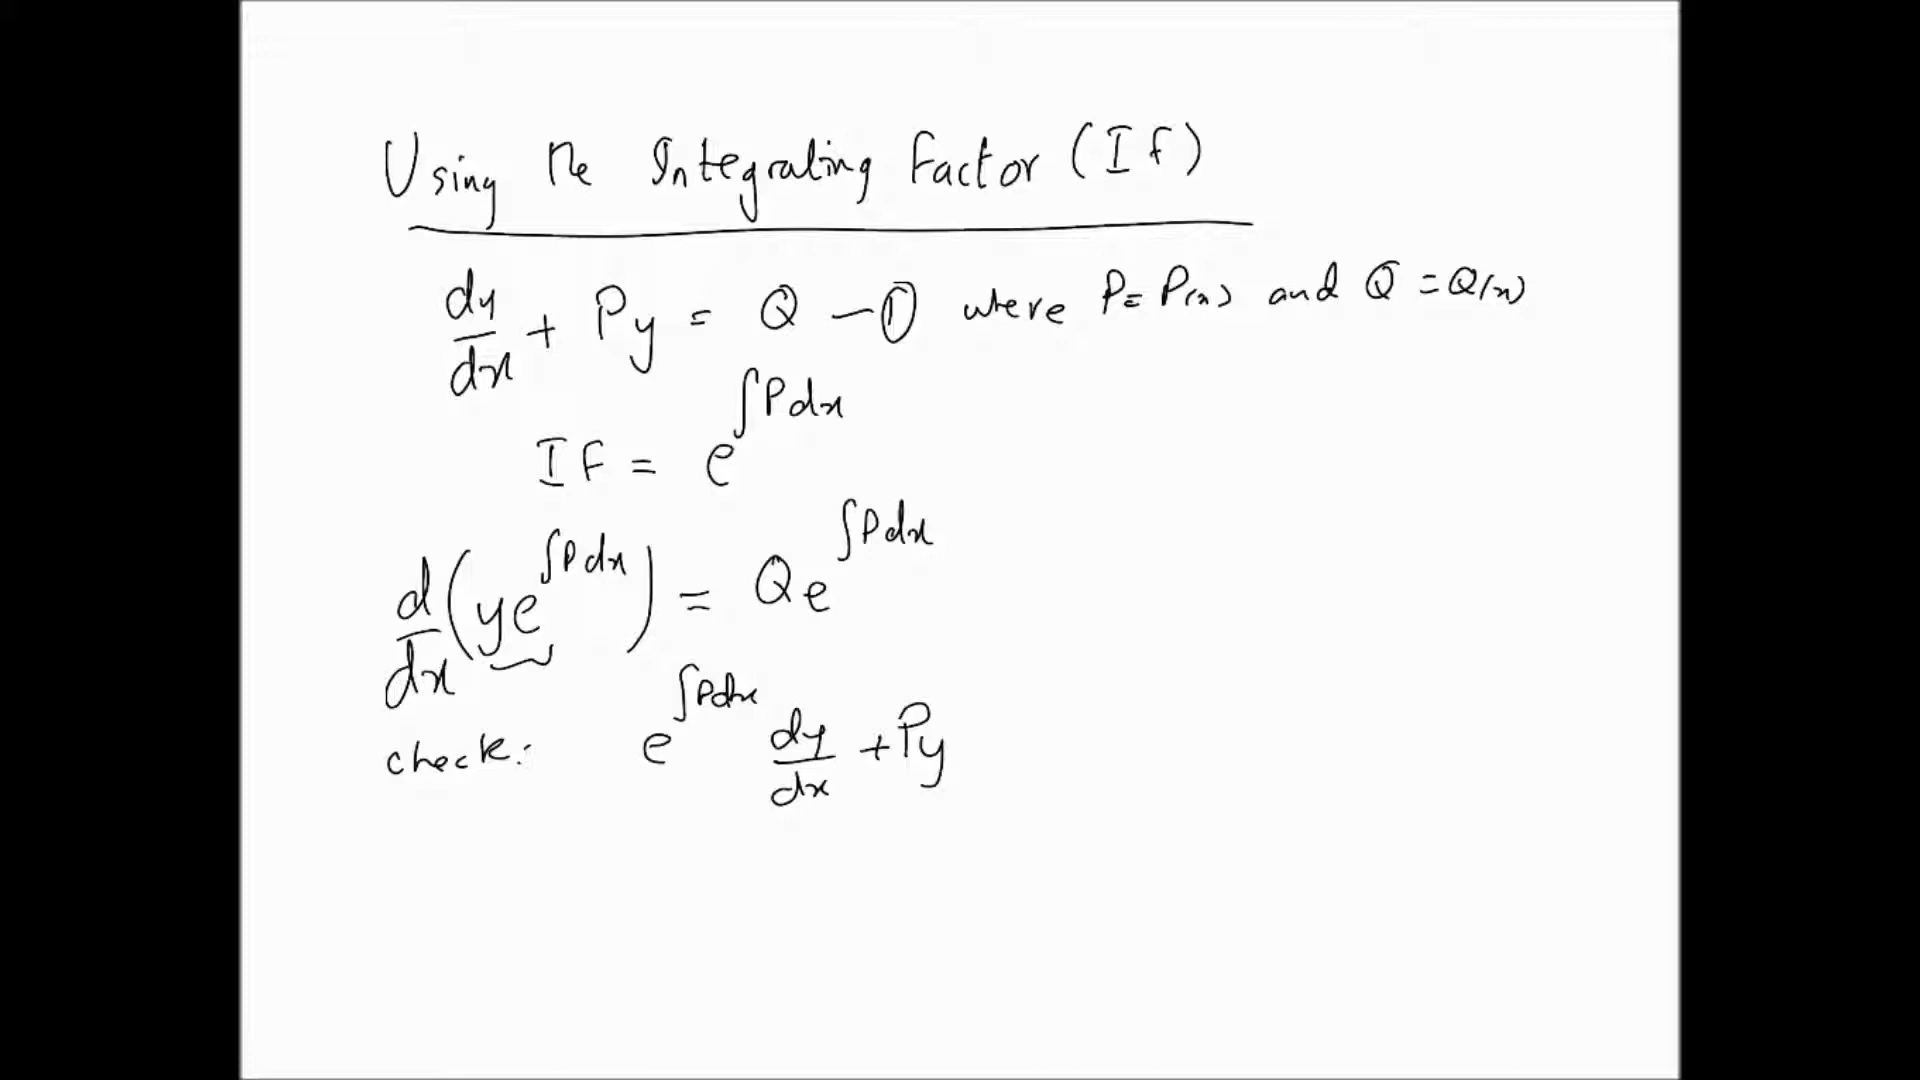 Using the Integrating Factor (IF)
dy/dx + Py = Q — ① where P = P(x) and Q = Q(x)
IF = e^∫Pdx
d/dx (ye^∫Pdx) = Qe^∫Pdx
check: e^∫Pdx dy/dx + Py